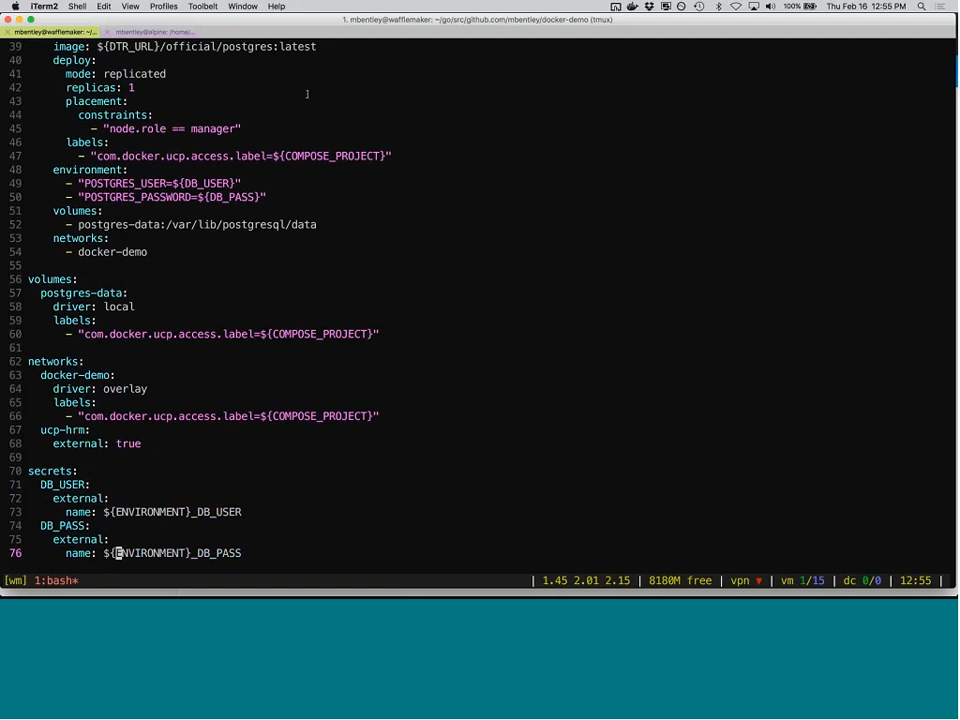 iTerm2 Shell Edit View Profiles Toolbelt Window Help 100% Thu Feb 16 12:55 PM
1. mbentley@wafflemaker: ~/go/src/github.com/mbentley/docker-demo (tmux)
mbentley@wafflemaker: ~/... mbentley@alpine: /home/...
39 image: ${DTR_URL}/official/postgres:latest
40 deploy:
41 mode: replicated
42 replicas: 1
43 placement:
44 constraints:
45 - "node.role == manager"
46 labels:
47 - "com.docker.ucp.access.label=${COMPOSE_PROJECT}"
48 environment:
49 - "POSTGRES_USER=${DB_USER}"
50 - "POSTGRES_PASSWORD=${DB_PASS}"
51 volumes:
52 - postgres-data:/var/lib/postgresql/data
53 networks:
54 - docker-demo
55
56 volumes:
57 postgres-data:
58 driver: local
59 labels:
60 - "com.docker.ucp.access.label=${COMPOSE_PROJECT}"
61
62 networks:
63 docker-demo:
64 driver: overlay
65 labels:
66 - "com.docker.ucp.access.label=${COMPOSE_PROJECT}"
67 ucp-hrm:
68 external: true
69
70 secrets:
71 DB_USER:
72 external:
73 name: ${ENVIRONMENT}_DB_USER
74 DB_PASS:
75 external:
76 name: ${ENVIRONMENT}_DB_PASS
[wm] 1:bash* | 1.45 2.01 2.15 | 8180M free | vpn ▼ | vm 1/15 | dc 0/0 | 12:55 |